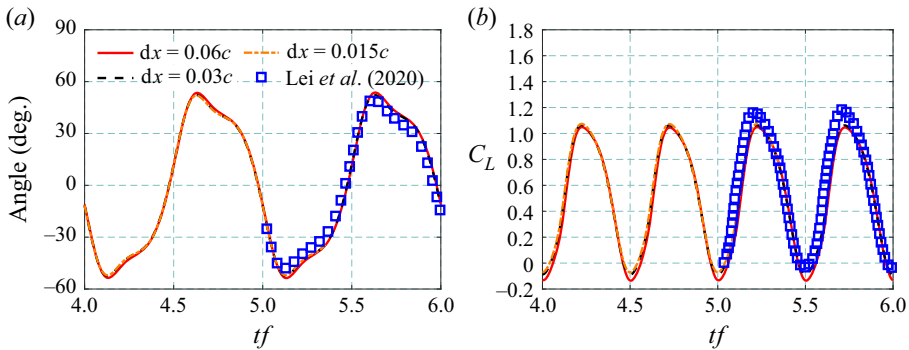 (a)
90
60
30
0
−30
−60
Angle (deg.)
dx = 0.06c
dx = 0.015c
dx = 0.03c
Lei et al. (2020)
4.0 4.5 5.0 5.5 6.0
tf
(b)
1.8
1.6
1.4
1.2
1.0
0.8
0.6
0.4
0.2
0
−0.2
C_L
4.0 4.5 5.0 5.5 6.0
tf